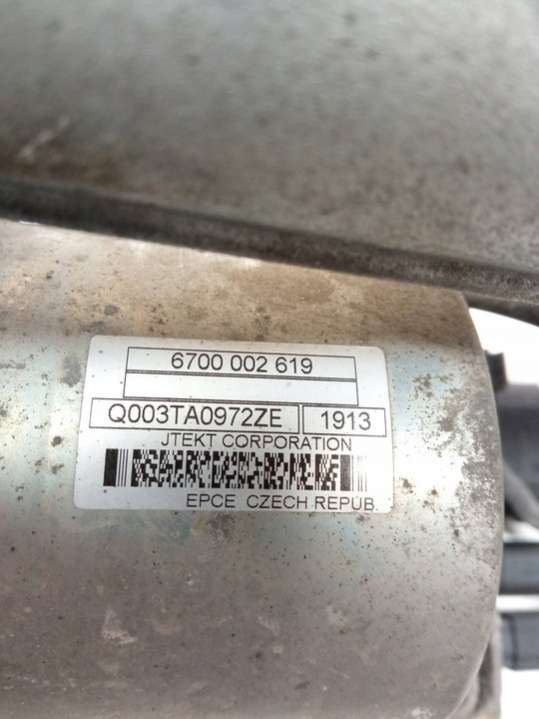 6700 002 619
Q003TA0972ZE 1913
JTEKT CORPORATION
EPCE CZECH REPUB.